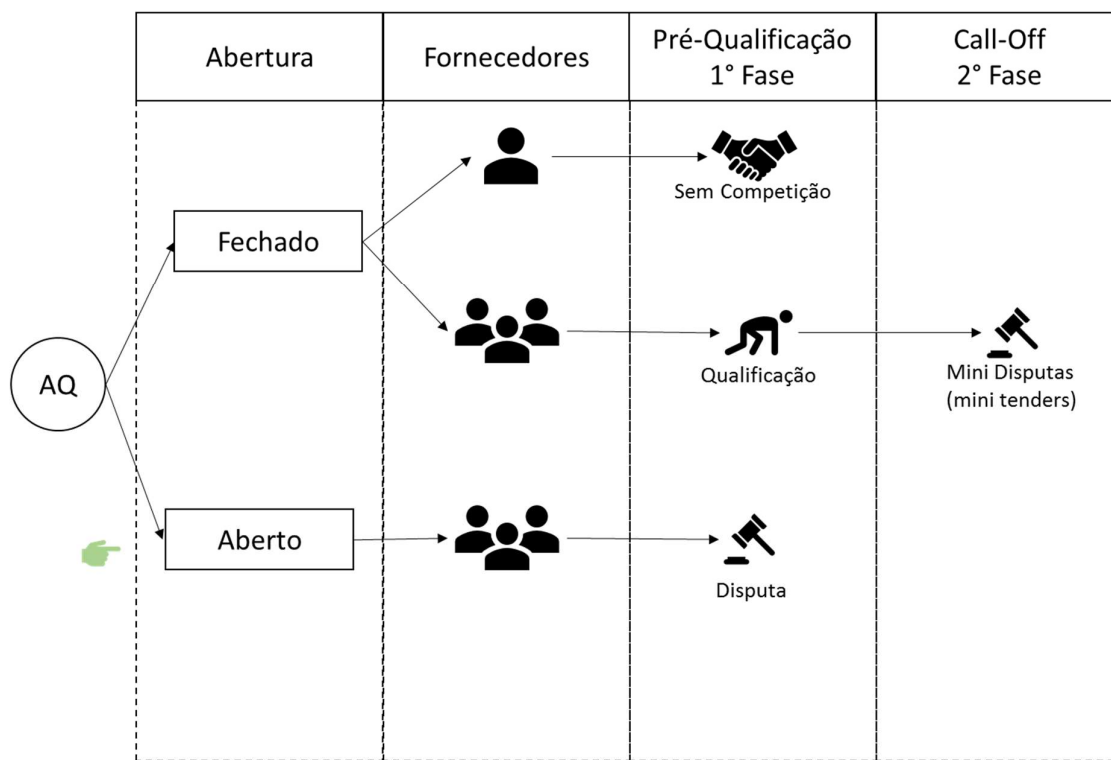 Abertura
Fornecedores
Pré-Qualificação
1° Fase
Call-Off
2° Fase
Sem Competição
Fechado
AQ
Qualificação
Mini Disputas
(mini tenders)
Aberto
Disputa